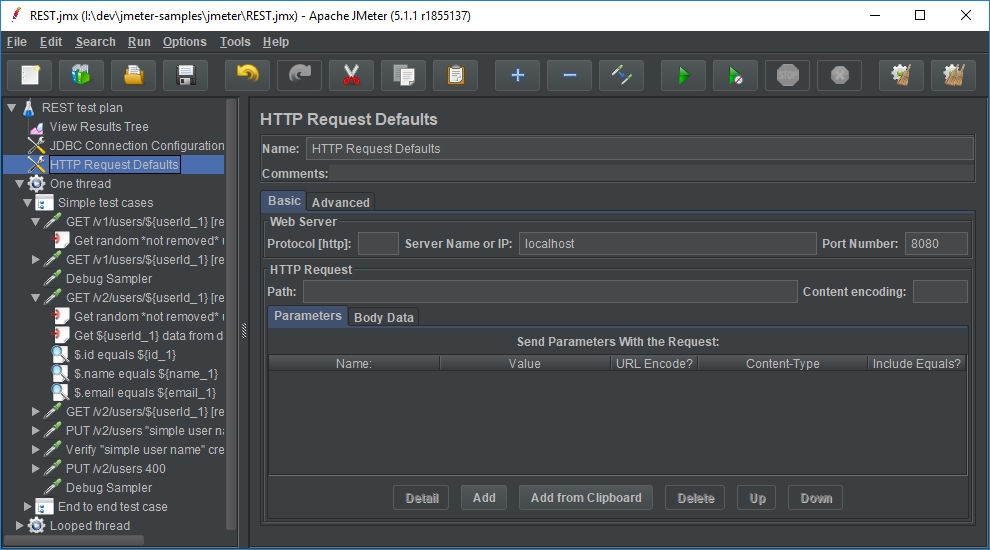 REST.jmx (I:\dev\jmeter-samples\jmeter\REST.jmx) - Apache JMeter (5.1.1 r1855137)
File Edit Search Run Options Tools Help
STOP
REST test plan
View Results Tree
JDBC Connection Configuration
HTTP Request Defaults
One thread
Simple test cases
GET /v1/users/${userId_1} [re
Get random *not removed* u
GET /v1/users/${userId_1} [re
Debug Sampler
GET /v2/users/${userId_1} [re
Get random *not removed* u
Get ${userId_1} data from d
$.id equals ${id_1}
$.name equals ${name_1}
$.email equals ${email_1}
GET /v2/users/${userId_1} [re
PUT /v2/users "simple user na
Verify "simple user name" cre
PUT /v2/users 400
Debug Sampler
End to end test case
Looped thread
HTTP Request Defaults
Name: HTTP Request Defaults
Comments:
Basic Advanced
Web Server
Protocol [http]: Server Name or IP: localhost Port Number: 8080
HTTP Request
Path: Content encoding:
Parameters Body Data
Send Parameters With the Request:
Name: Value URL Encode? Content-Type Include Equals?
Detail Add Add from Clipboard Delete Up Down